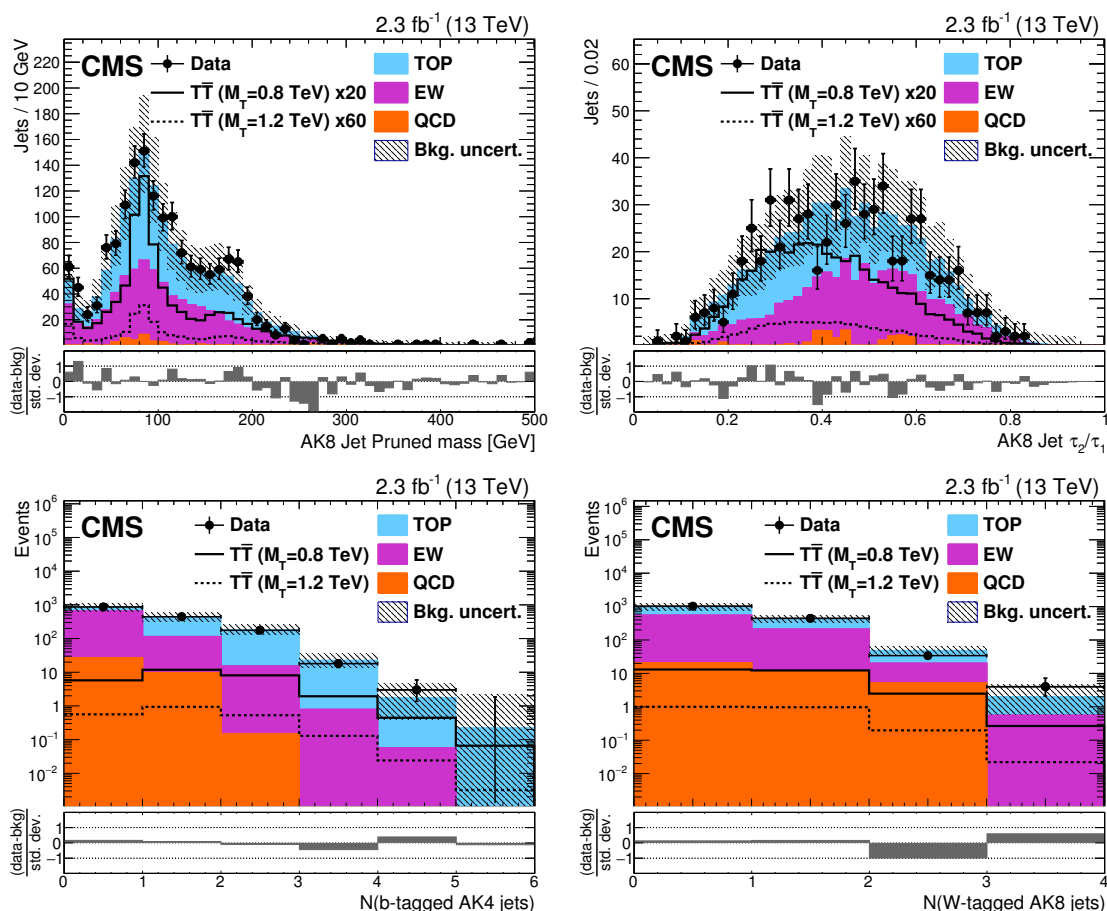 2.3 fb⁻¹ (13 TeV)
CMS
Data
TOP
TT̄ (M_T=0.8 TeV) x20
EW
TT̄ (M_T=1.2 TeV) x60
QCD
Bkg. uncert.
Jets / 10 GeV
220
200
180
160
140
120
100
80
60
40
20
(data-bkg)
std. dev.
1
0
−1
0 100 200 300 400 500
AK8 Jet Pruned mass [GeV]
2.3 fb⁻¹ (13 TeV)
CMS
Data
TOP
TT̄ (M_T=0.8 TeV) x20
EW
TT̄ (M_T=1.2 TeV) x60
QCD
Bkg. uncert.
Jets / 0.02
60
50
40
30
20
10
(data-bkg)
std. dev.
1
0
−1
0 0.2 0.4 0.6 0.8 1
AK8 Jet τ₂/τ₁
2.3 fb⁻¹ (13 TeV)
CMS
Data
TOP
TT̄ (M_T=0.8 TeV)
EW
TT̄ (M_T=1.2 TeV)
QCD
Bkg. uncert.
Events
10⁶
10⁵
10⁴
10³
10²
10
1
10⁻¹
10⁻²
(data-bkg)
std. dev.
1
0
−1
0 1 2 3 4 5 6
N(b-tagged AK4 jets)
2.3 fb⁻¹ (13 TeV)
CMS
Data
TOP
TT̄ (M_T=0.8 TeV)
EW
TT̄ (M_T=1.2 TeV)
QCD
Bkg. uncert.
Events
10⁶
10⁵
10⁴
10³
10²
10
1
10⁻¹
10⁻²
(data-bkg)
std. dev.
1
0
−1
0 1 2 3 4
N(W-tagged AK8 jets)